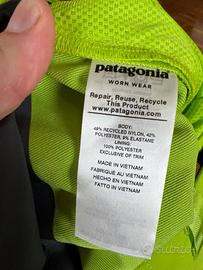 patagonia
WORN WEAR
Repair, Reuse, Recycle
This Product
www.patagonia.com
BODY:
49% RECYCLED NYLON, 42%
POLYESTER, 9% ELASTANE
LINING:
100% POLYESTER
EXCLUSIVE OF TRIM
MADE IN VIETNAM
FABRIQUÉ AU VIETNAM
HECHO EN VIETNAM
FATTO IN VIETNAM
subito